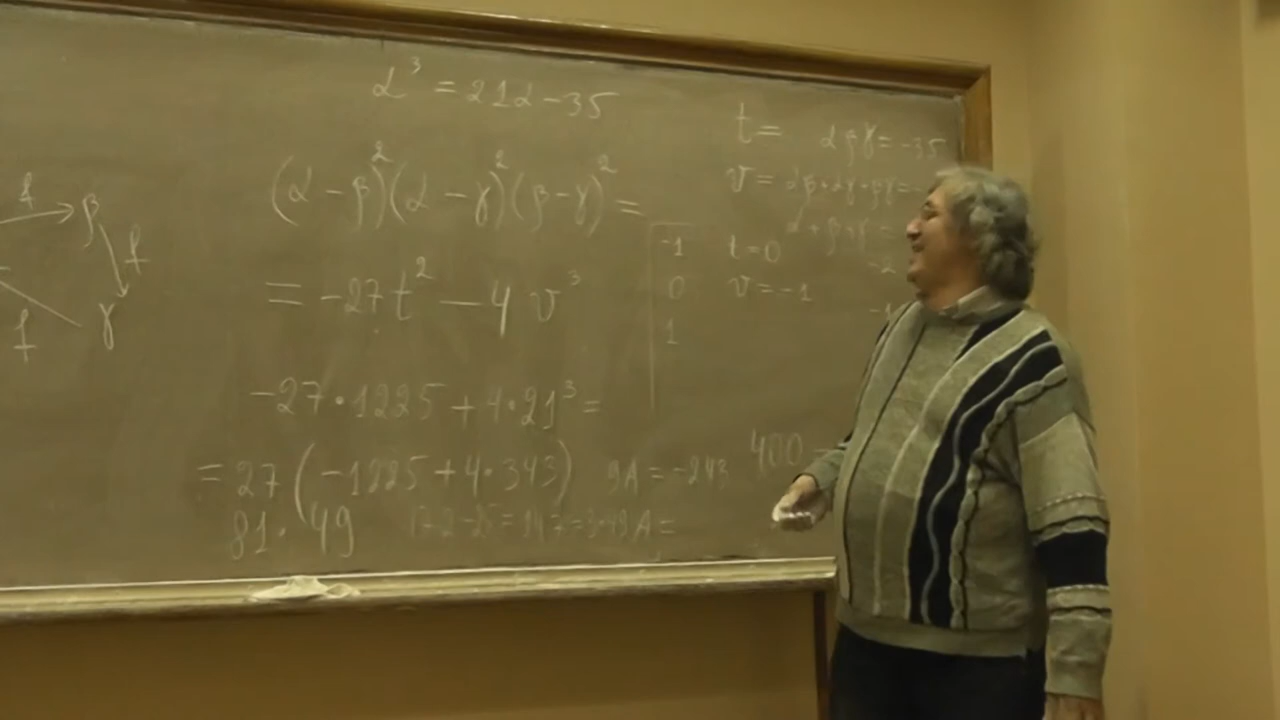 α³ = 21α - 35
(α - β)²(α - γ)²(β - γ)² =
= -27t² - 4v³
-27·1225 + 4·21³ =
= 27(-1225 + 4·343)
81·49
9A = -243
400 =
t = αβγ = -35
v = αβ + αγ + βγ =
α + β + γ =
-1
0
1
t = 0
v = -1
-2
f
β
f
γ
f